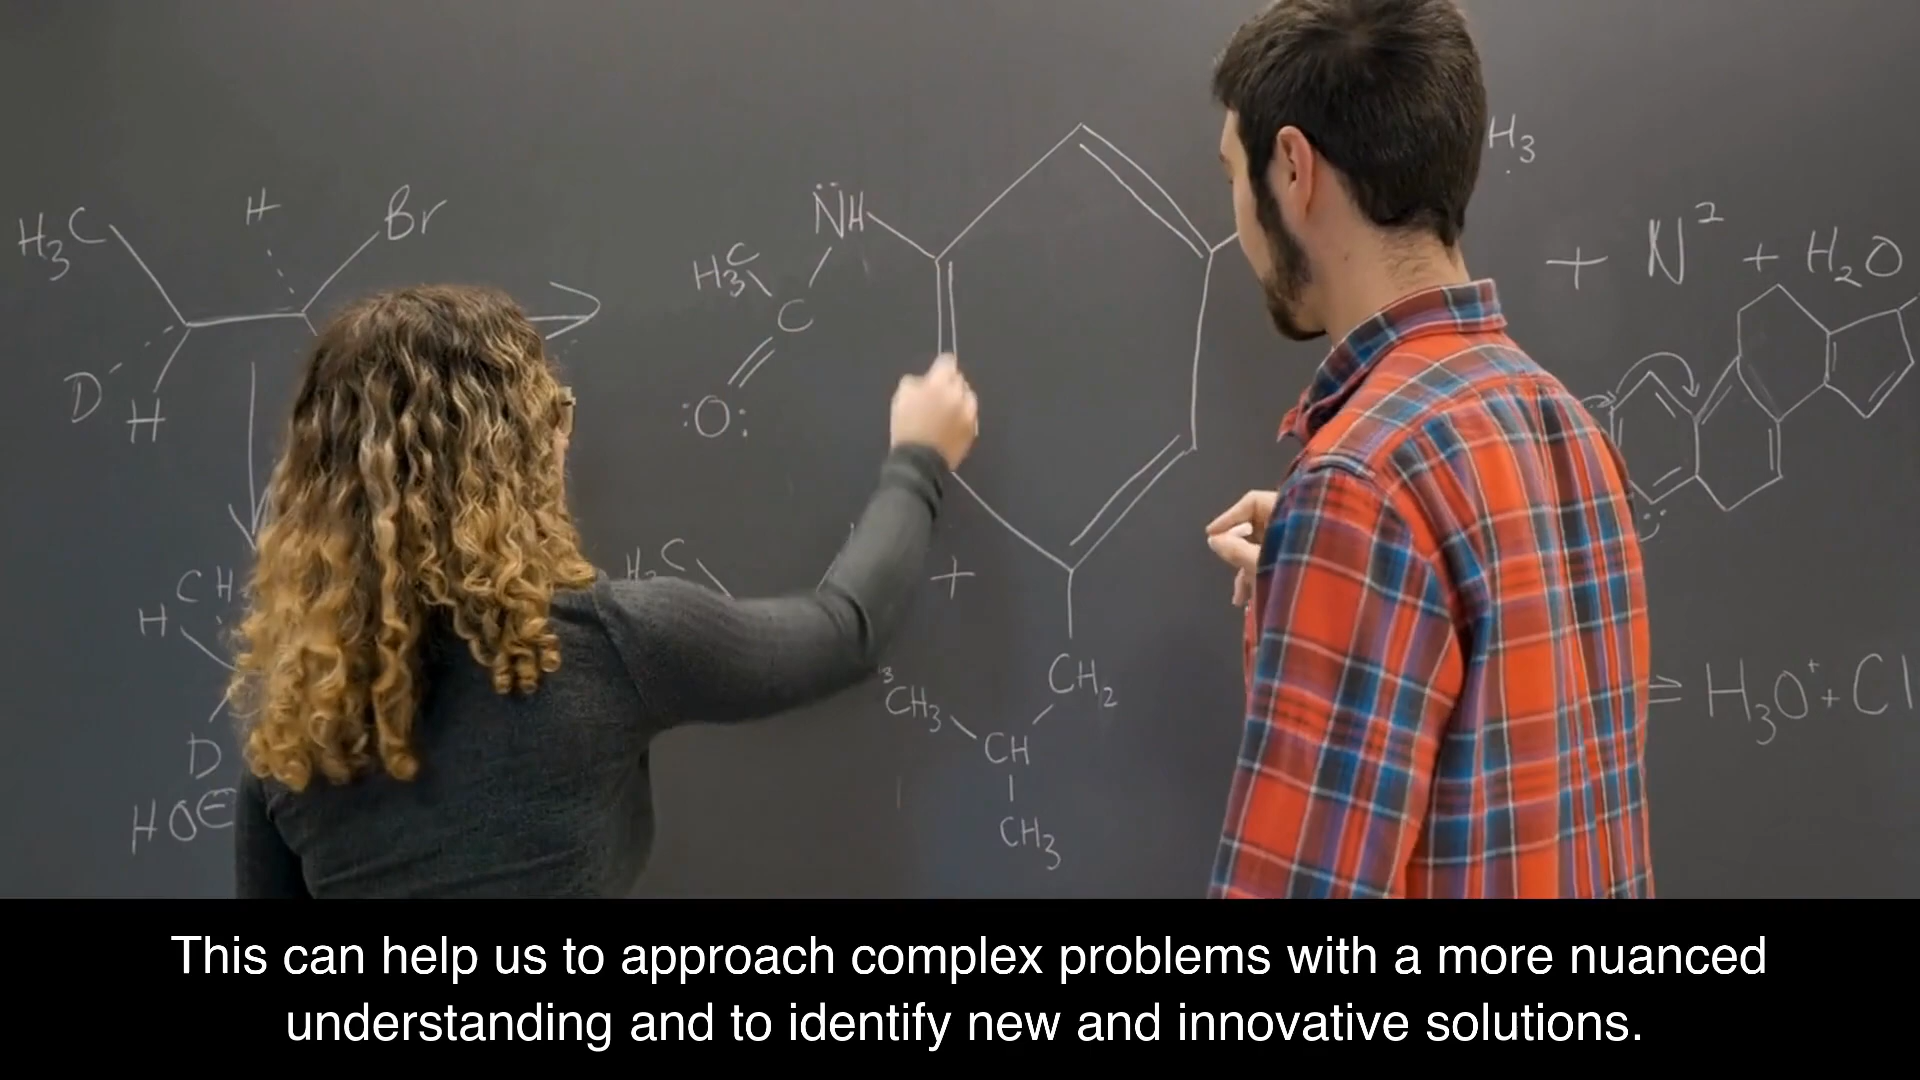 H₃C
H
Br
D
H
CH
H
D
HO⊖
N̈H
H₃C
C
:O:
H₃C
+
CH₂
³
CH₃
CH
CH₃
H₃
+ N² + H₂O
⇌ H₃O⁺ + Cl
This can help us to approach complex problems with a more nuanced
understanding and to identify new and innovative solutions.